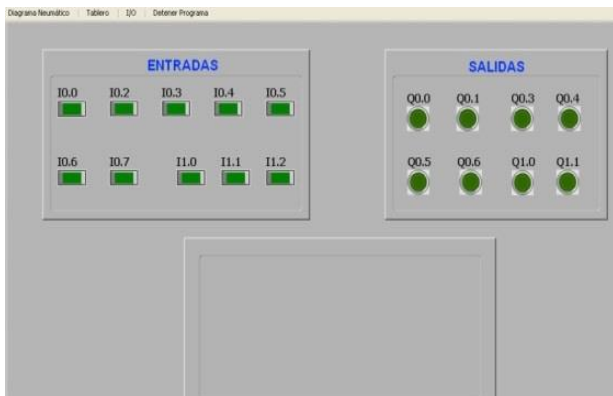 Diagrama Neumático Tablero I/O Detener Programa
ENTRADAS
I0.0 I0.2 I0.3 I0.4 I0.5
I0.6 I0.7 I1.0 I1.1 I1.2
SALIDAS
Q0.0 Q0.1 Q0.3 Q0.4
Q0.5 Q0.6 Q1.0 Q1.1